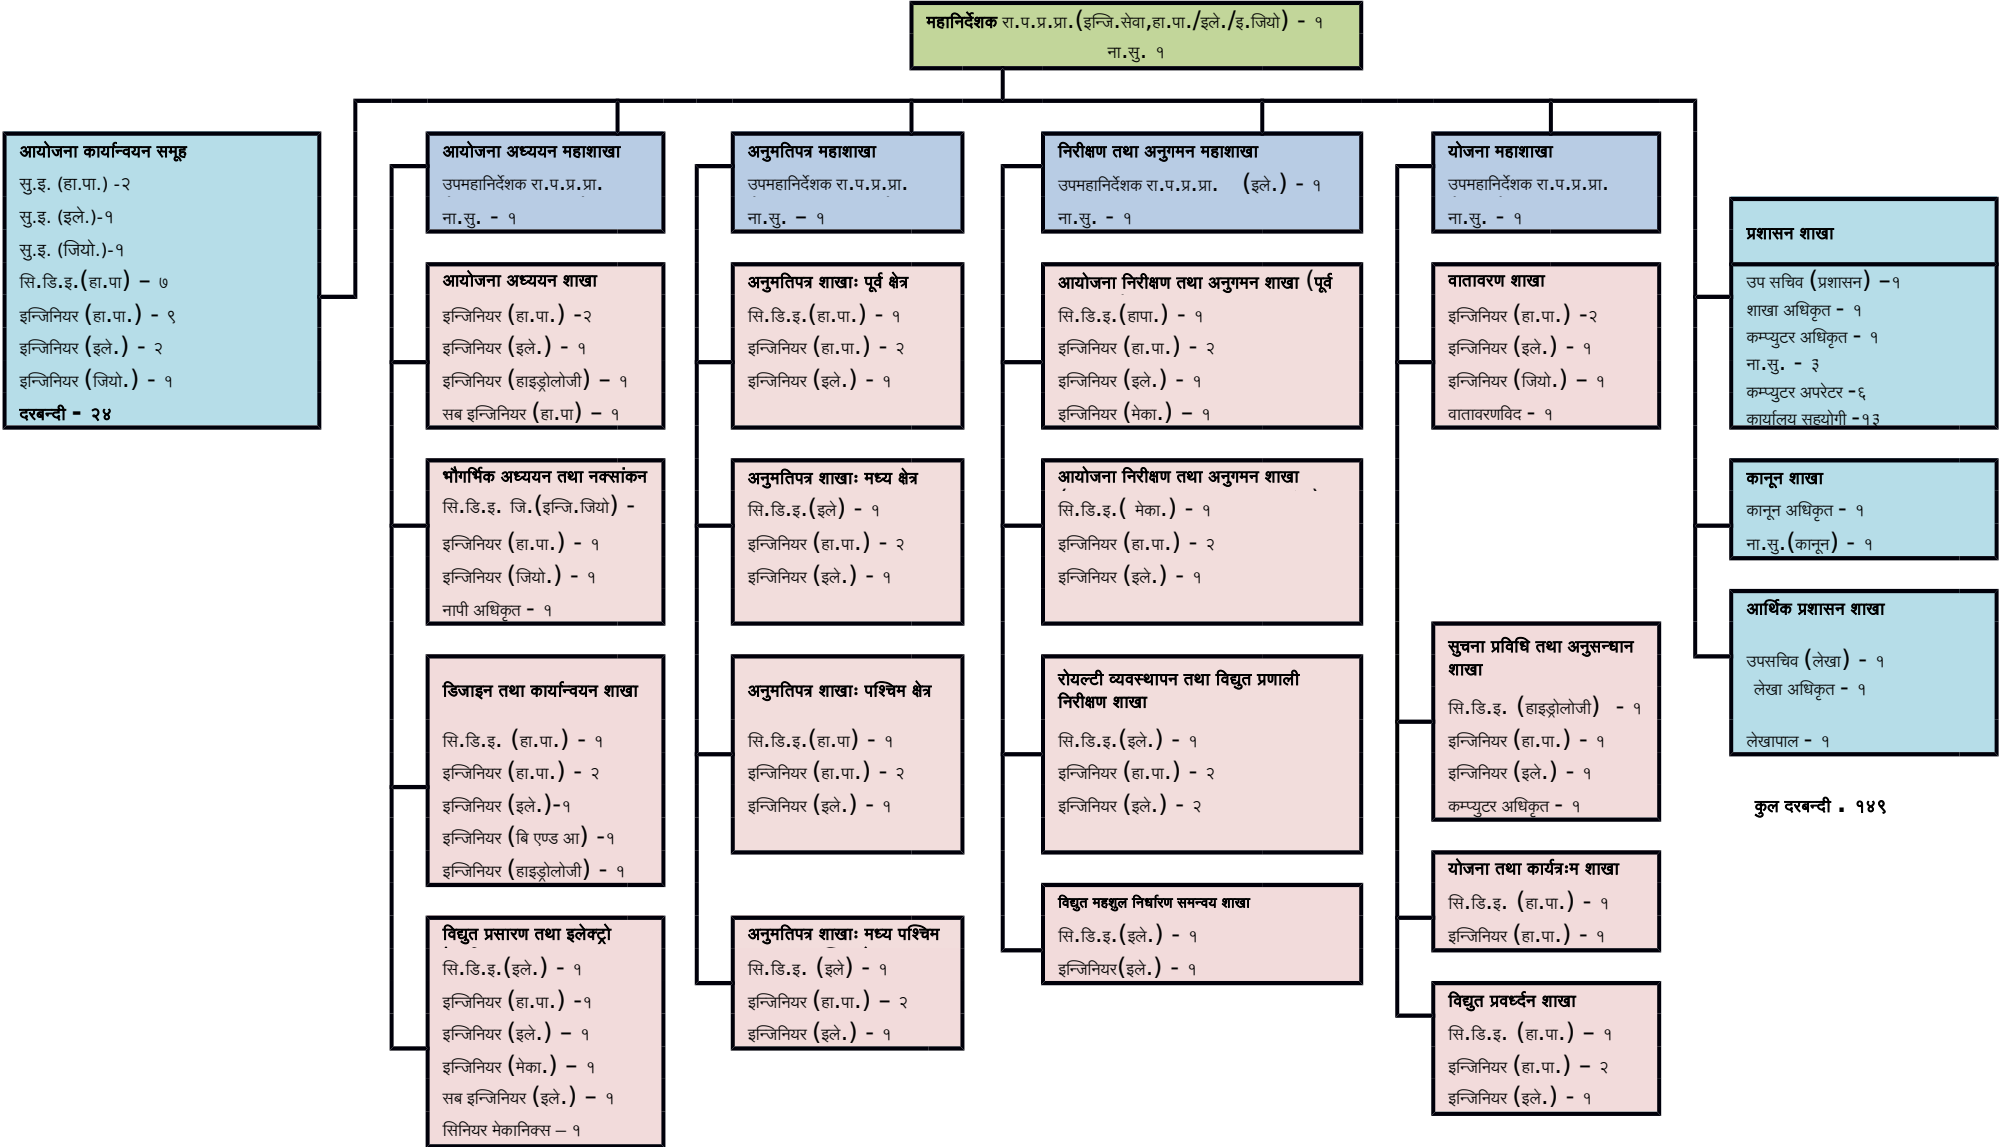 महानिर्देशक रा.प.प्र.प्रा.(इन्जि.सेवा,हा.पा./इले./इ.जियो) - १
ना.सु. १
आयोजना कार्यान्वयन समूह
सु.इ. (हा.पा.) -२
सु.इ. (इले.)-१
सु.इ. (जियो.)-१
सि.डि.इ.(हा.पा) – ७
इन्जिनियर (हा.पा.) - ९
इन्जिनियर (इले.) - २
इन्जिनियर (जियो.) - १
दरबन्दी - २४
आयोजना अध्ययन महाशाखा
उपमहानिर्देशक रा.प.प्र.प्रा.
ना.सु. - १
आयोजना अध्ययन शाखा
इन्जिनियर (हा.पा.) -२
इन्जिनियर (इले.) - १
इन्जिनियर (हाइड्रोलोजी) – १
सब इन्जिनियर (हा.पा) – १
भौगर्भिक अध्ययन तथा नक्सांकन
सि.डि.इ. जि.(इन्जि.जियो) -
इन्जिनियर (हा.पा.) - १
इन्जिनियर (जियो.) - १
नापी अधिकृत - १
डिजाइन तथा कार्यान्वयन शाखा
सि.डि.इ. (हा.पा.) - १
इन्जिनियर (हा.पा.) - २
इन्जिनियर (इले.)-१
इन्जिनियर (बि एण्ड आ) -१
इन्जिनियर (हाइड्रोलोजी) - १
विद्युत प्रसारण तथा इलेक्ट्रो
सि.डि.इ.(इले.) - १
इन्जिनियर (हा.पा.) -१
इन्जिनियर (इले.) – १
इन्जिनियर (मेका.) – १
सब इन्जिनियर (इले.) – १
सिनियर मेकानिक्स – १
अनुमतिपत्र महाशाखा
उपमहानिर्देशक रा.प.प्र.प्रा.
ना.सु. – १
अनुमतिपत्र शाखाः पूर्व क्षेत्र
सि.डि.इ.(हा.पा.) - १
इन्जिनियर (हा.पा.) - २
इन्जिनियर (इले.) - १
अनुमतिपत्र शाखाः मध्य क्षेत्र
सि.डि.इ.(इले) - १
इन्जिनियर (हा.पा.) - २
इन्जिनियर (इले.) - १
अनुमतिपत्र शाखाः पश्चिम क्षेत्र
सि.डि.इ.(हा.पा) - १
इन्जिनियर (हा.पा.) - २
इन्जिनियर (इले.) - १
अनुमतिपत्र शाखाः मध्य पश्चिम
सि.डि.इ. (इले) - १
इन्जिनियर (हा.पा.) – २
इन्जिनियर (इले.) - १
निरीक्षण तथा अनुगमन महाशाखा
उपमहानिर्देशक रा.प.प्र.प्रा. (इले.) - १
ना.सु. - १
आयोजना निरीक्षण तथा अनुगमन शाखा (पूर्व
सि.डि.इ.(हापा.) - १
इन्जिनियर (हा.पा.) - २
इन्जिनियर (इले.) - १
इन्जिनियर (मेका.) – १
आयोजना निरीक्षण तथा अनुगमन शाखा
सि.डि.इ.( मेका.) - १
इन्जिनियर (हा.पा.) - २
इन्जिनियर (इले.) - १
रोयल्टी व्यवस्थापन तथा विद्युत प्रणाली
निरीक्षण शाखा
सि.डि.इ.(इले.) - १
इन्जिनियर (हा.पा.) - २
इन्जिनियर (इले.) - २
विद्युत महशुल निर्धारण समन्वय शाखा
सि.डि.इ.(इले.) - १
इन्जिनियर(इले.) - १
योजना महाशाखा
उपमहानिर्देशक रा.प.प्र.प्रा.
ना.सु. - १
वातावरण शाखा
इन्जिनियर (हा.पा.) -२
इन्जिनियर (इले.) - १
इन्जिनियर (जियो.) – १
वातावरणविद - १
सुचना प्रविधि तथा अनुसन्धान
शाखा
सि.डि.इ. (हाइड्रोलोजी) - १
इन्जिनियर (हा.पा.) - १
इन्जिनियर (इले.) - १
कम्प्युटर अधिकृत - १
योजना तथा कार्यत्रःम शाखा
सि.डि.इ. (हा.पा.) - १
इन्जिनियर (हा.पा.) - १
विद्युत प्रवर्ध्दन शाखा
सि.डि.इ. (हा.पा.) – १
इन्जिनियर (हा.पा.) – २
इन्जिनियर (इले.) - १
प्रशासन शाखा
उप सचिव (प्रशासन) –१
शाखा अधिकृत - १
कम्प्युटर अधिकृत - १
ना.सु. - ३
कम्प्युटर अपरेटर -६
कार्यालय सहयोगी -१३
कानून शाखा
कानून अधिकृत - १
ना.सु.(कानून) - १
आर्थिक प्रशासन शाखा
उपसचिव (लेखा) - १
लेखा अधिकृत - १
लेखापाल - १
कुल दरबन्दी . १४९